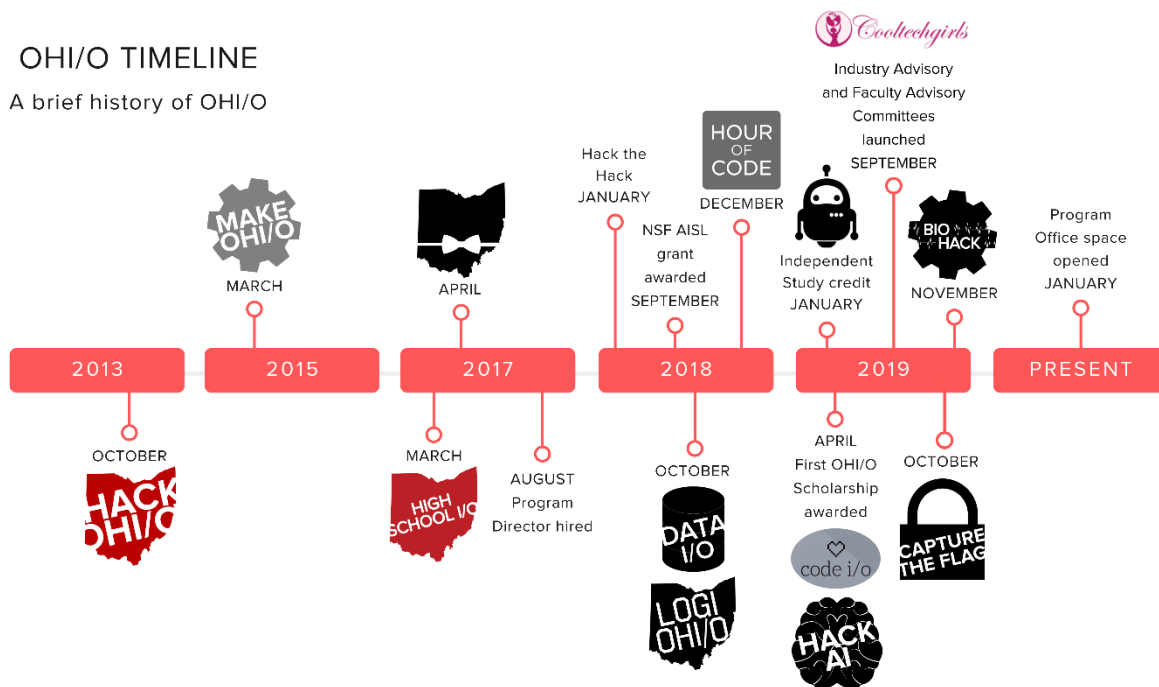 OHI/O TIMELINE
A brief history of OHI/O
Cooltechgirls
Industry Advisory
and Faculty Advisory
Committees
launched
SEPTEMBER
HOUR
OF
CODE
DECEMBER
Hack the
Hack
JANUARY
NSF AISL
grant
awarded
SEPTEMBER
MAKE
OHI/O
MARCH
APRIL
Independent
Study credit
JANUARY
BIO
HACK
NOVEMBER
Program
Office space
opened
JANUARY
2013
2015
2017
2018
2019
PRESENT
OCTOBER
HACK
OHI/O
MARCH
HIGH
SCHOOL I/O
AUGUST
Program
Director hired
OCTOBER
DATA
I/O
LOGI
OHI/O
APRIL
First OHI/O
Scholarship
awarded
code i/o
HACK
AI
OCTOBER
CAPTURE
THE FLAG